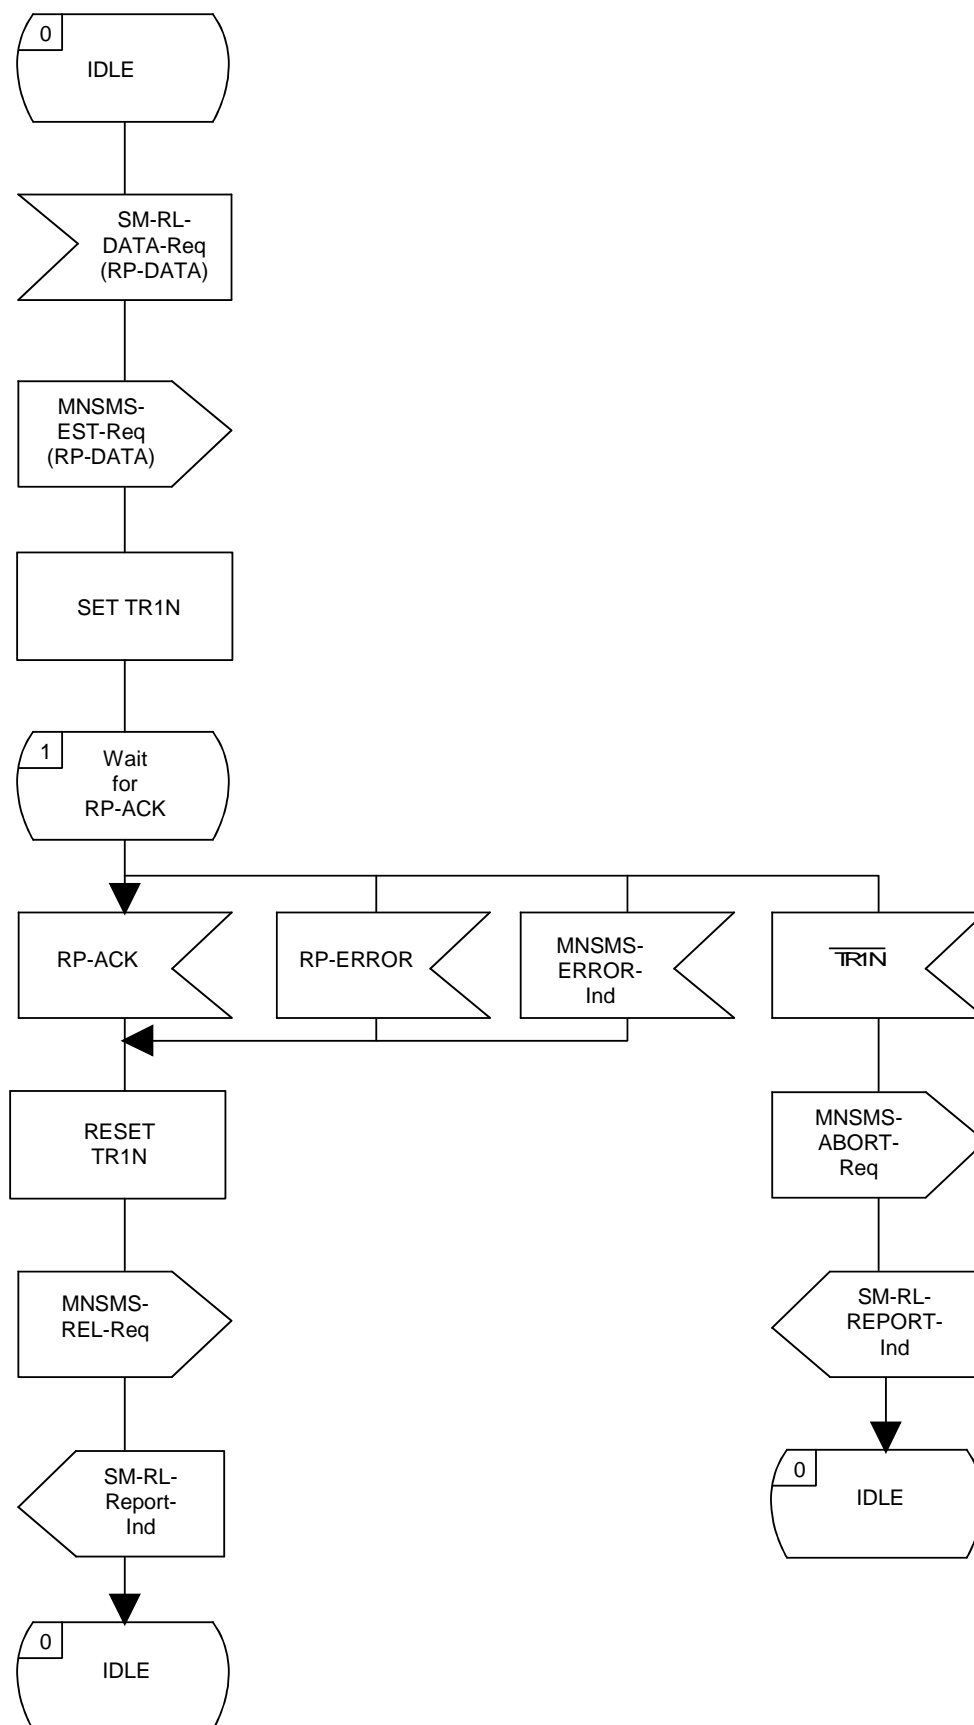 0
IDLE
SM-RL-
DATA-Req
(RP-DATA)
MNSMS-
EST-Req
(RP-DATA)
SET TR1N
1
Wait
for
RP-ACK
RP-ACK
RP-ERROR
MNSMS-
ERROR-
Ind
TR1N
RESET
TR1N
MNSMS-
ABORT-
Req
MNSMS-
REL-Req
SM-RL-
REPORT-
Ind
SM-RL-
Report-
Ind
0
IDLE
0
IDLE